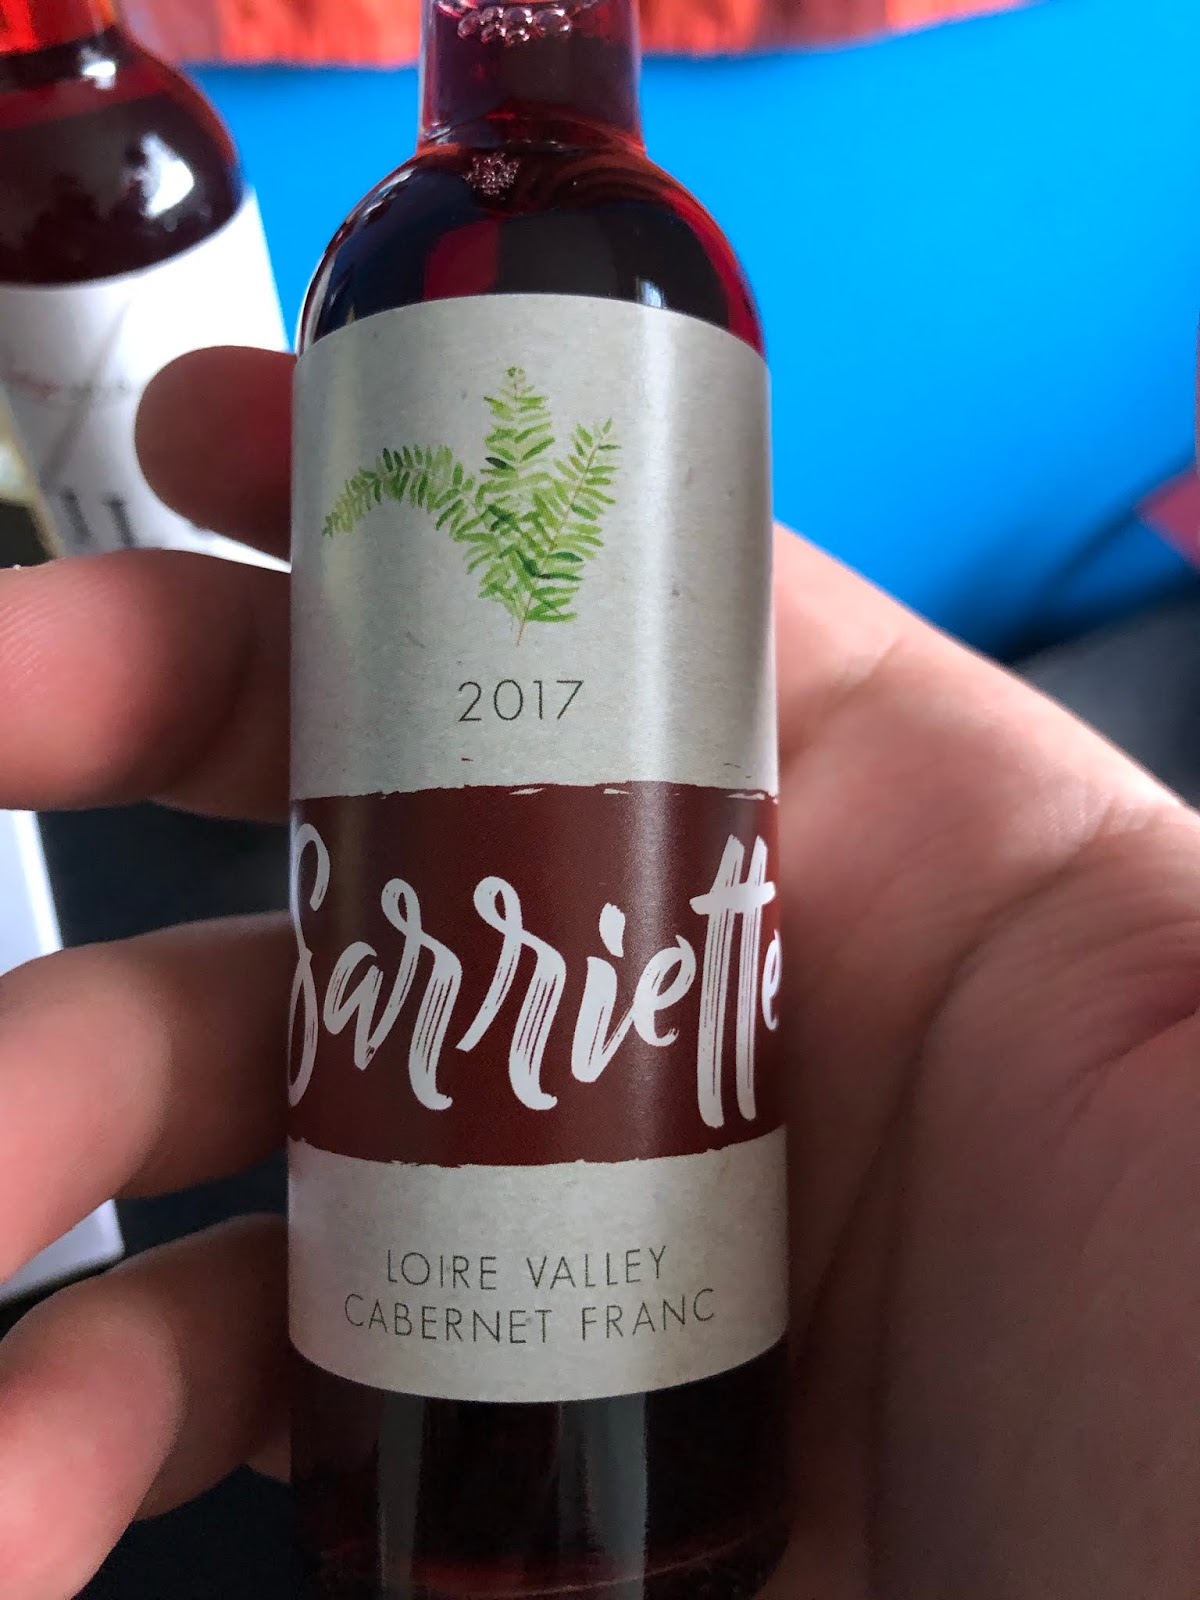 2017
Sarriette
LOIRE VALLEY
CABERNET FRANC